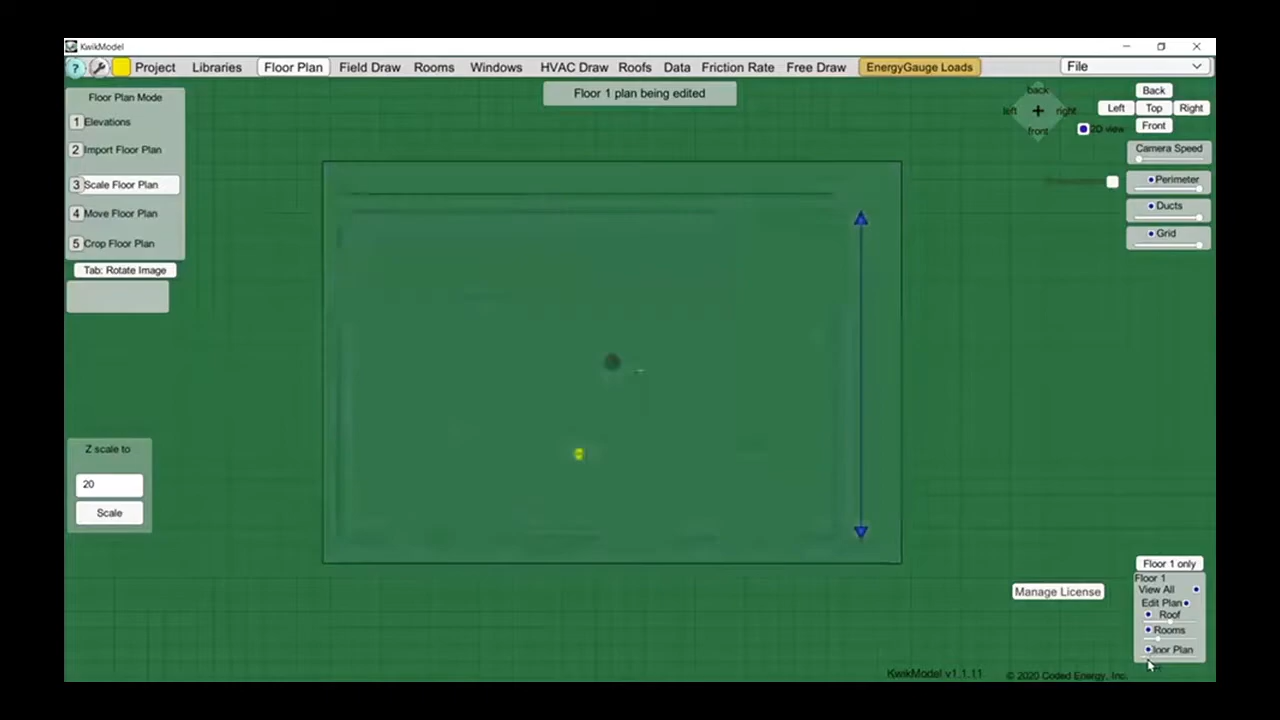 KwikModel
? Project Libraries Floor Plan Field Draw Rooms Windows HVAC Draw Roofs Data Friction Rate Free Draw EnergyGauge Loads File
Floor 1 plan being edited
Floor Plan Mode
1 Elevations
2 Import Floor Plan
3 Scale Floor Plan
4 Move Floor Plan
5 Crop Floor Plan
Tab: Rotate Image
Z scale to
20
Scale
back
left right
front
2D view
Back
Left Top Right
Front
Camera Speed
Perimeter
Ducts
Grid
Manage License
Floor 1 only
Floor 1
View All
Edit Plan
Roof
Rooms
Floor Plan
KwikModel v1.1.11 © 2020 Coded Energy, Inc.